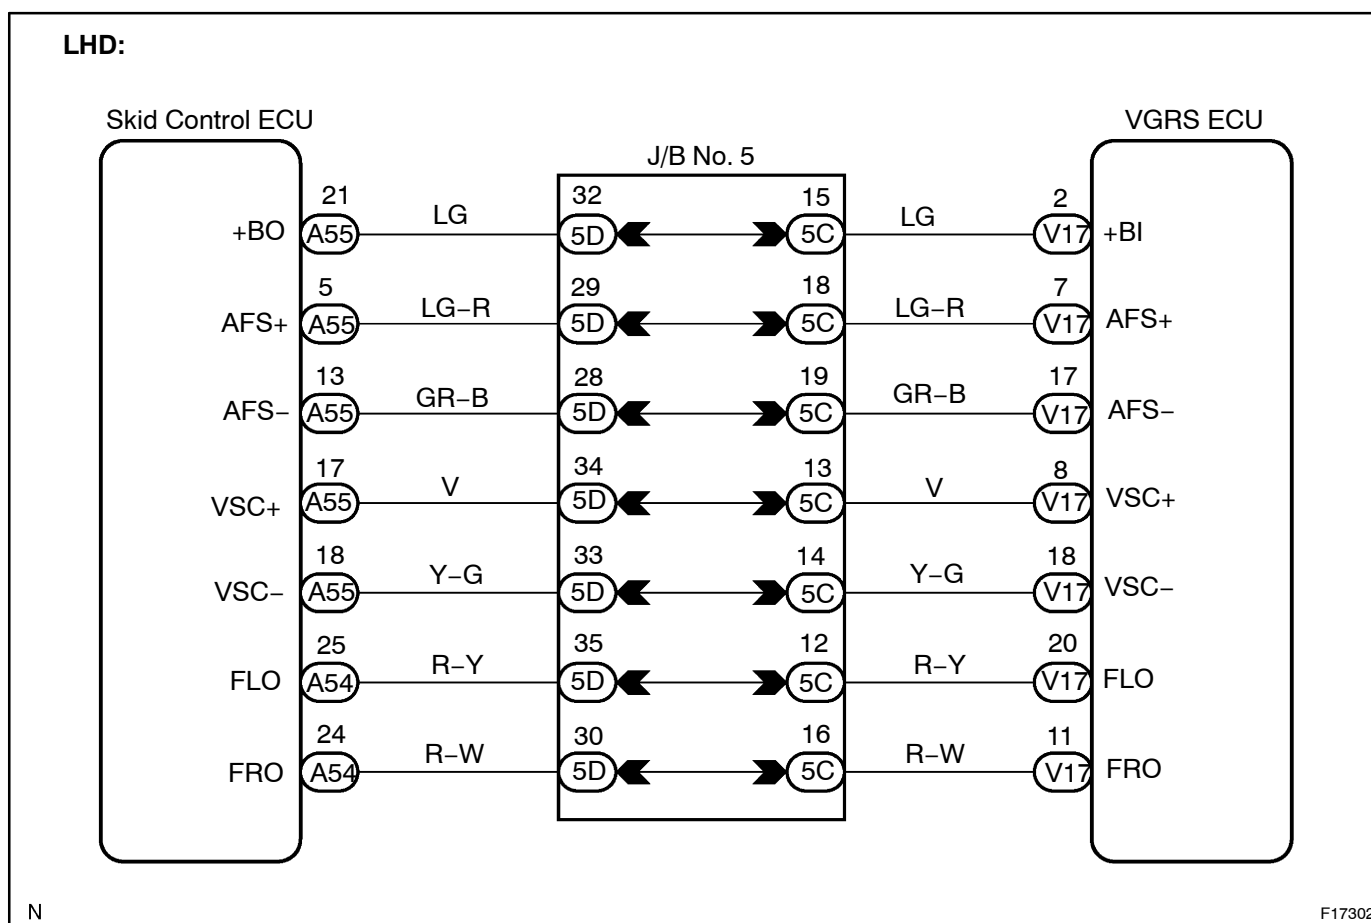 LHD:
Skid Control ECU
VGRS ECU
J/B No. 5
21 32 15 2
+BO A55 LG 5D 5C LG V17 +BI
5 29 18 7
AFS+ A55 LG−R 5D 5C LG−R V17 AFS+
13 28 19 17
AFS− A55 GR−B 5D 5C GR−B V17 AFS−
17 34 13 8
VSC+ A55 V 5D 5C V V17 VSC+
18 33 14 18
VSC− A55 Y−G 5D 5C Y−G V17 VSC−
25 35 12 20
FLO A54 R−Y 5D 5C R−Y V17 FLO
24 30 16 11
FRO A54 R−W 5D 5C R−W V17 FRO
N F17302